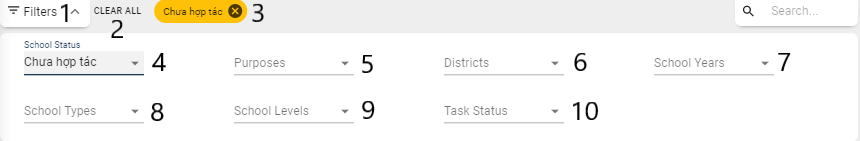 Filters 1 CLEAR ALL Chưa hợp tác 3 Search...
2
School Status
Chưa hợp tác 4 Purposes 5 Districts 6 School Years 7
School Types 8 School Levels 9 Task Status 10